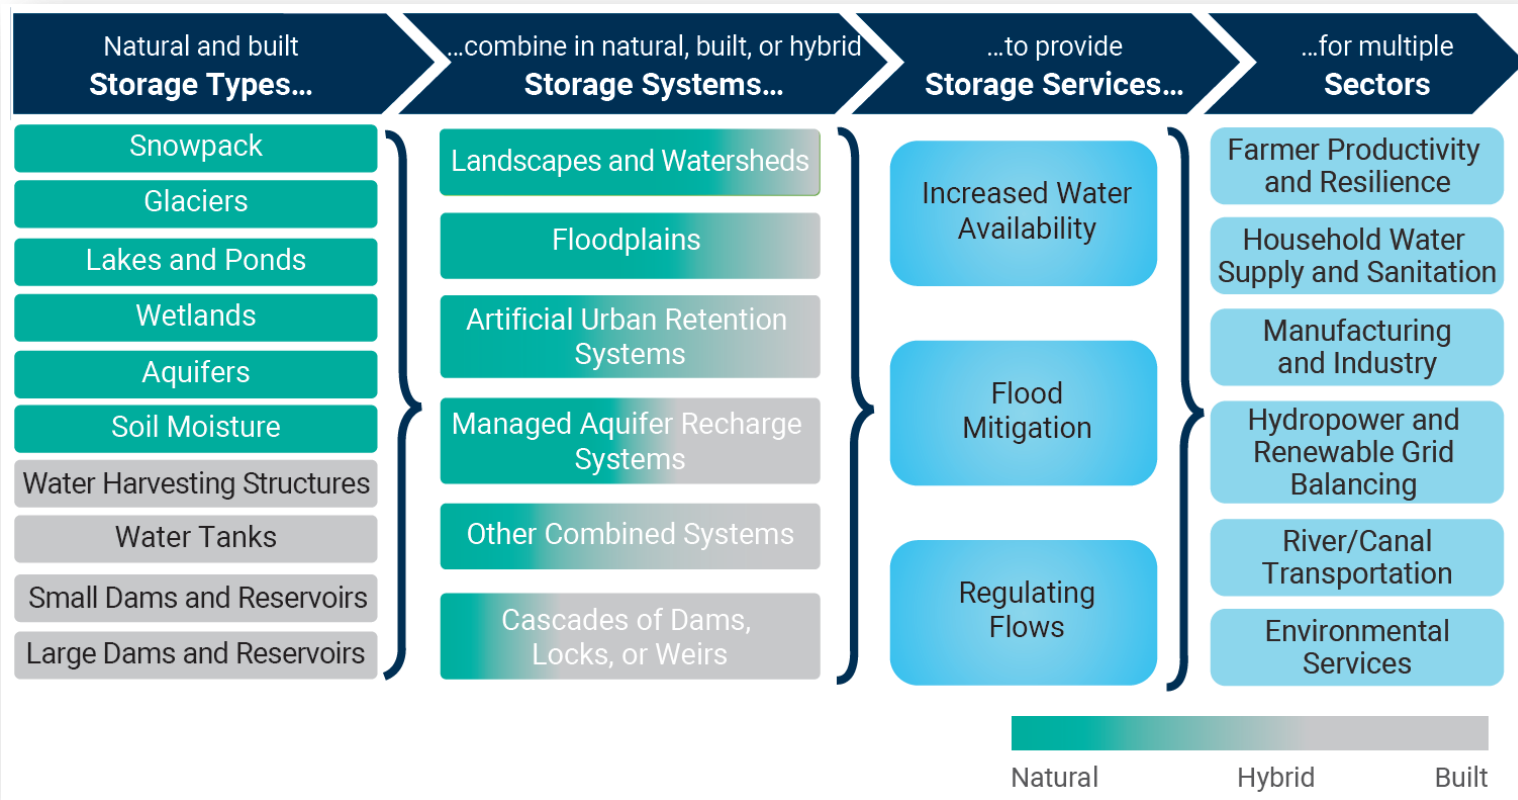 Natural and built
Storage Types...
...combine in natural, built, or hybrid
Storage Systems...
...to provide
Storage Services...
...for multiple
Sectors
Snowpack
Glaciers
Lakes and Ponds
Wetlands
Aquifers
Soil Moisture
Water Harvesting Structures
Water Tanks
Small Dams and Reservoirs
Large Dams and Reservoirs
Landscapes and Watersheds
Floodplains
Artificial Urban Retention
Systems
Managed Aquifer Recharge
Systems
Other Combined Systems
Cascades of Dams,
Locks, or Weirs
Increased Water
Availability
Flood
Mitigation
Regulating
Flows
Farmer Productivity
and Resilience
Household Water
Supply and Sanitation
Manufacturing
and Industry
Hydropower and
Renewable Grid
Balancing
River/Canal
Transportation
Environmental
Services
Natural
Hybrid
Built